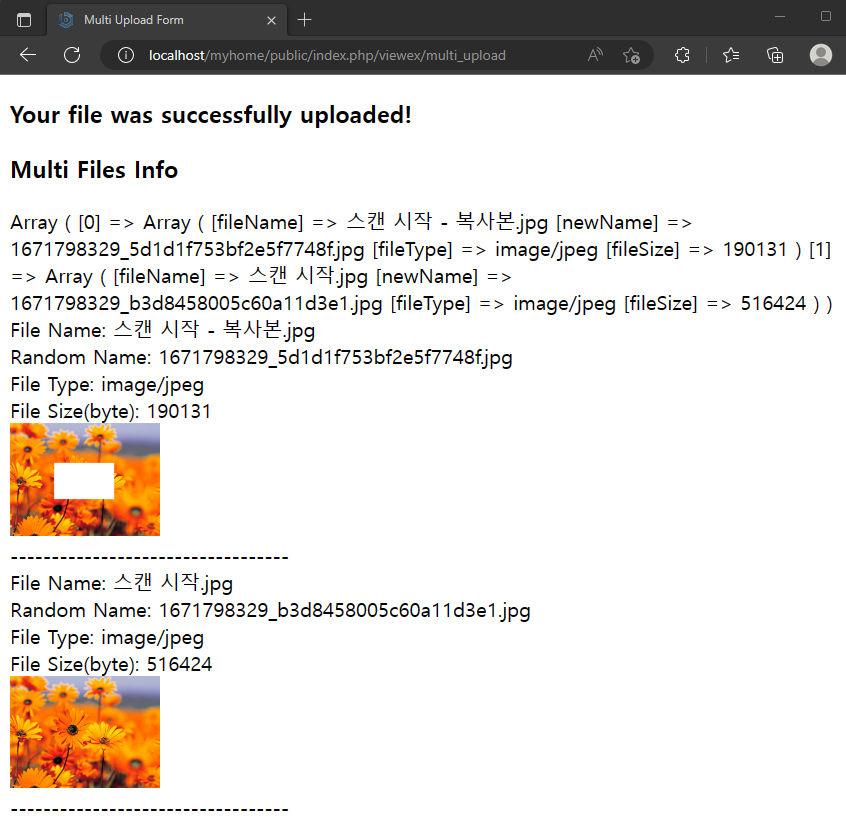 Multi Upload Form
localhost/myhome/public/index.php/viewex/multi_upload
Your file was successfully uploaded!
Multi Files Info
Array ( [0] => Array ( [fileName] => 스캔 시작 - 복사본.jpg [newName] =>
1671798329_5d1d1f753bf2e5f7748f.jpg [fileType] => image/jpeg [fileSize] => 190131 ) [1]
=> Array ( [fileName] => 스캔 시작.jpg [newName] =>
1671798329_b3d8458005c60a11d3e1.jpg [fileType] => image/jpeg [fileSize] => 516424 ) )
File Name: 스캔 시작 - 복사본.jpg
Random Name: 1671798329_5d1d1f753bf2e5f7748f.jpg
File Type: image/jpeg
File Size(byte): 190131
----------------------------------
File Name: 스캔 시작.jpg
Random Name: 1671798329_b3d8458005c60a11d3e1.jpg
File Type: image/jpeg
File Size(byte): 516424
----------------------------------